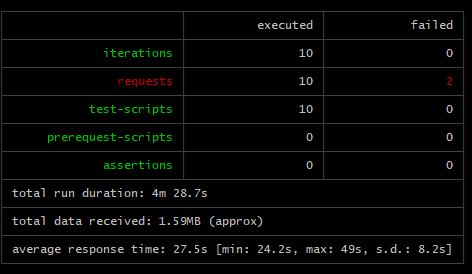 executed failed
iterations 10 0
requests 10 2
test-scripts 10 0
prerequest-scripts 0 0
assertions 0 0
total run duration: 4m 28.7s
total data received: 1.59MB (approx)
average response time: 27.5s [min: 24.2s, max: 49s, s.d.: 8.2s]